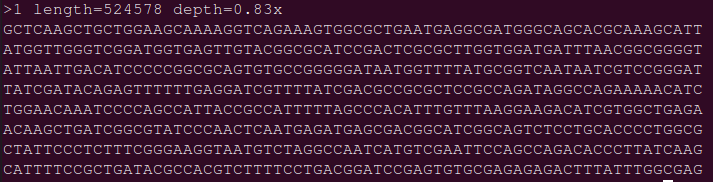 >1 length=524578 depth=0.83x
GCTCAAGCTGCTGGAAGCAAAAGGTCAGAAAGTGGCGCTGAATGAGGCGATGGGCAGCACGCAAAGCATT
ATGGTTGGGTCGGATGGTGAGTTGTACGGCGCATCCGACTCGCGCTTGGTGGATGATTTAACGGCGGGGT
ATTAATTGACATCCCCCGGCGCAGTGTGCCGGGGGATAATGGTTTTATGCGGTCAATAATCGTCCGGGAT
TATCGATACAGAGTTTTTTGAGGATCGTTTTATCGACGCCGCGCTCCGCCAGATAGGCCAGAAAAACATC
TGGAACAAATCCCCAGCCATTACCGCCATTTTTAGCCCACATTTGTTTAAGGAAGACATCGTGGCTGAGA
ACAAGCTGATCGGCGTATCCCAACTCAATGAGATGAGCGACGGCATCGGCAGTCTCCTGCACCCCTGGCG
CTATTCCCTCTTTCGGGAAGGTAATGTCTAGGCCAATCATGTCGAATTCCAGCCAGACACCCTTATCAAG
CATTTTCCGCTGATACGCCACGTCTTTTCCTGACGGATCCGAGTGTGCGAGAGAGACTTTATTTGGCGAG